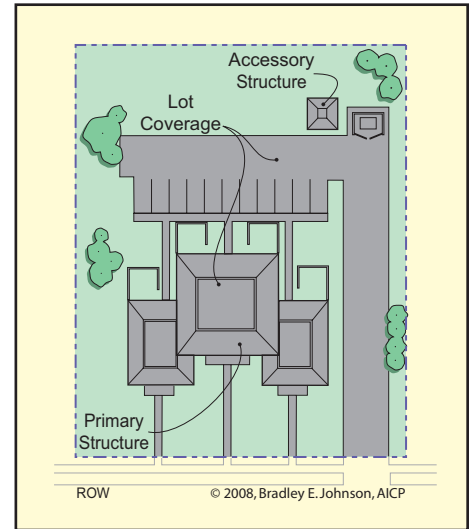 Accessory
Structure
Lot
Coverage
Primary
Structure
ROW
© 2008, Bradley E. Johnson, AICP